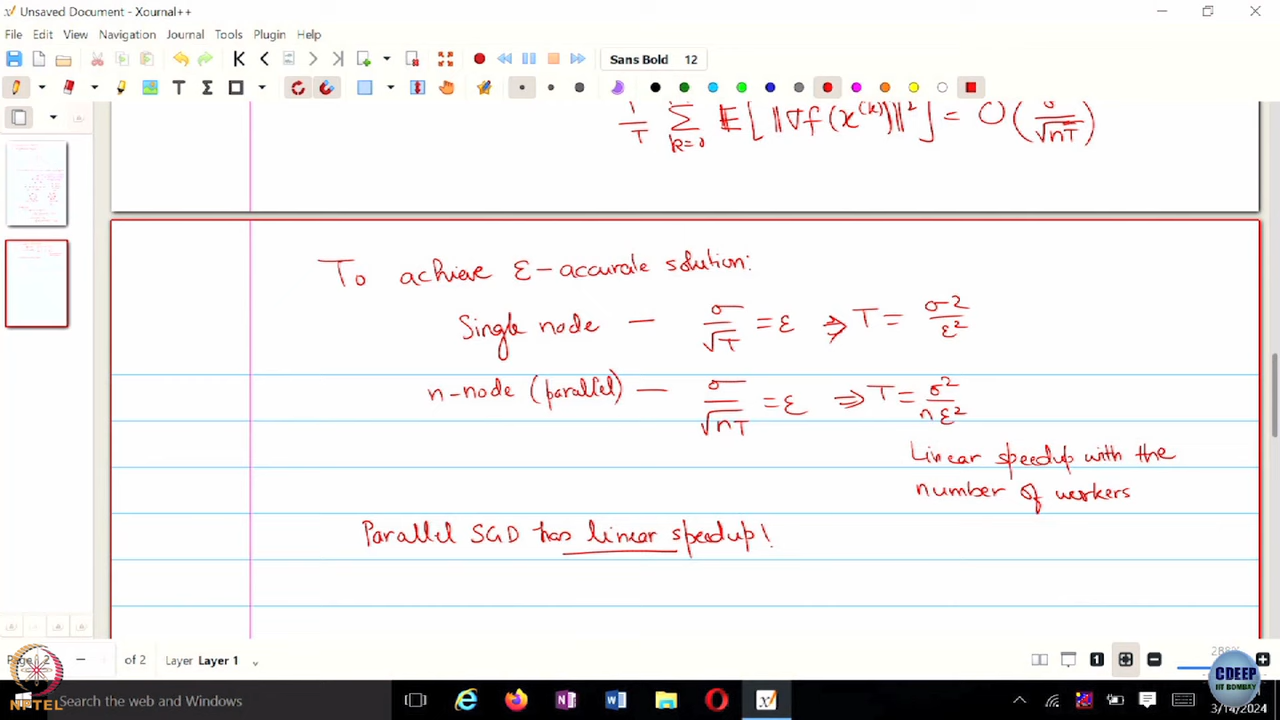 Unsaved Document - Xournal++
File Edit View Navigation Journal Tools Plugin Help
Sans Bold 12
1/T Σ_{k=0} E[‖∇f(x^{(k)})‖²] = O(σ/√nT)
To achieve ε-accurate solution:
Single node — σ/√T = ε ⇒ T = σ2/ε²
n-node (parallel) — σ/√nT = ε ⇒ T = σ²/nε²
Linear speedup with the
number of workers
Parallel SGD has linear speedup!
of 2 Layer Layer 1
288%
NPTEL
Search the web and Windows
CDEEP
IIT BOMBAY
3/14/2024